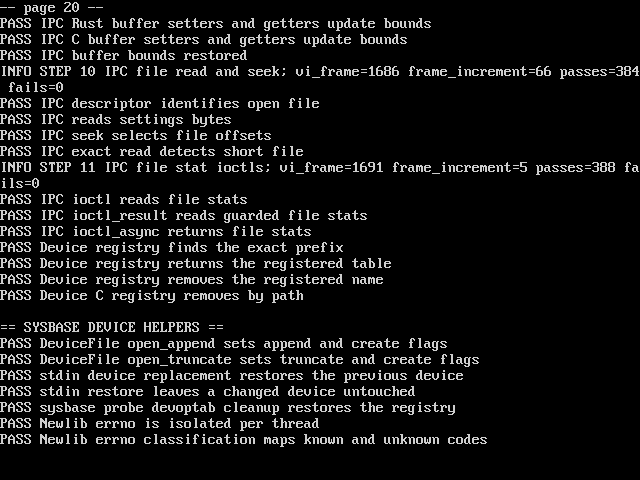 -- page 20 --
PASS IPC Rust buffer setters and getters update bounds
PASS IPC C buffer setters and getters update bounds
PASS IPC buffer bounds restored
INFO STEP 10 IPC file read and seek; vi_frame=1686 frame_increment=66 passes=384
 fails=0
PASS IPC descriptor identifies open file
PASS IPC reads settings bytes
PASS IPC seek selects file offsets
PASS IPC exact read detects short file
INFO STEP 11 IPC file stat ioctls; vi_frame=1691 frame_increment=5 passes=388 fa
ils=0
PASS IPC ioctl reads file stats
PASS IPC ioctl_result reads guarded file stats
PASS IPC ioctl_async returns file stats
PASS Device registry finds the exact prefix
PASS Device registry returns the registered table
PASS Device registry removes the registered name
PASS Device C registry removes by path

== SYSBASE DEVICE HELPERS ==
PASS DeviceFile open_append sets append and create flags
PASS DeviceFile open_truncate sets truncate and create flags
PASS stdin device replacement restores the previous device
PASS stdin restore leaves a changed device untouched
PASS sysbase probe devoptab cleanup restores the registry
PASS Newlib errno is isolated per thread
PASS Newlib errno classification maps known and unknown codes